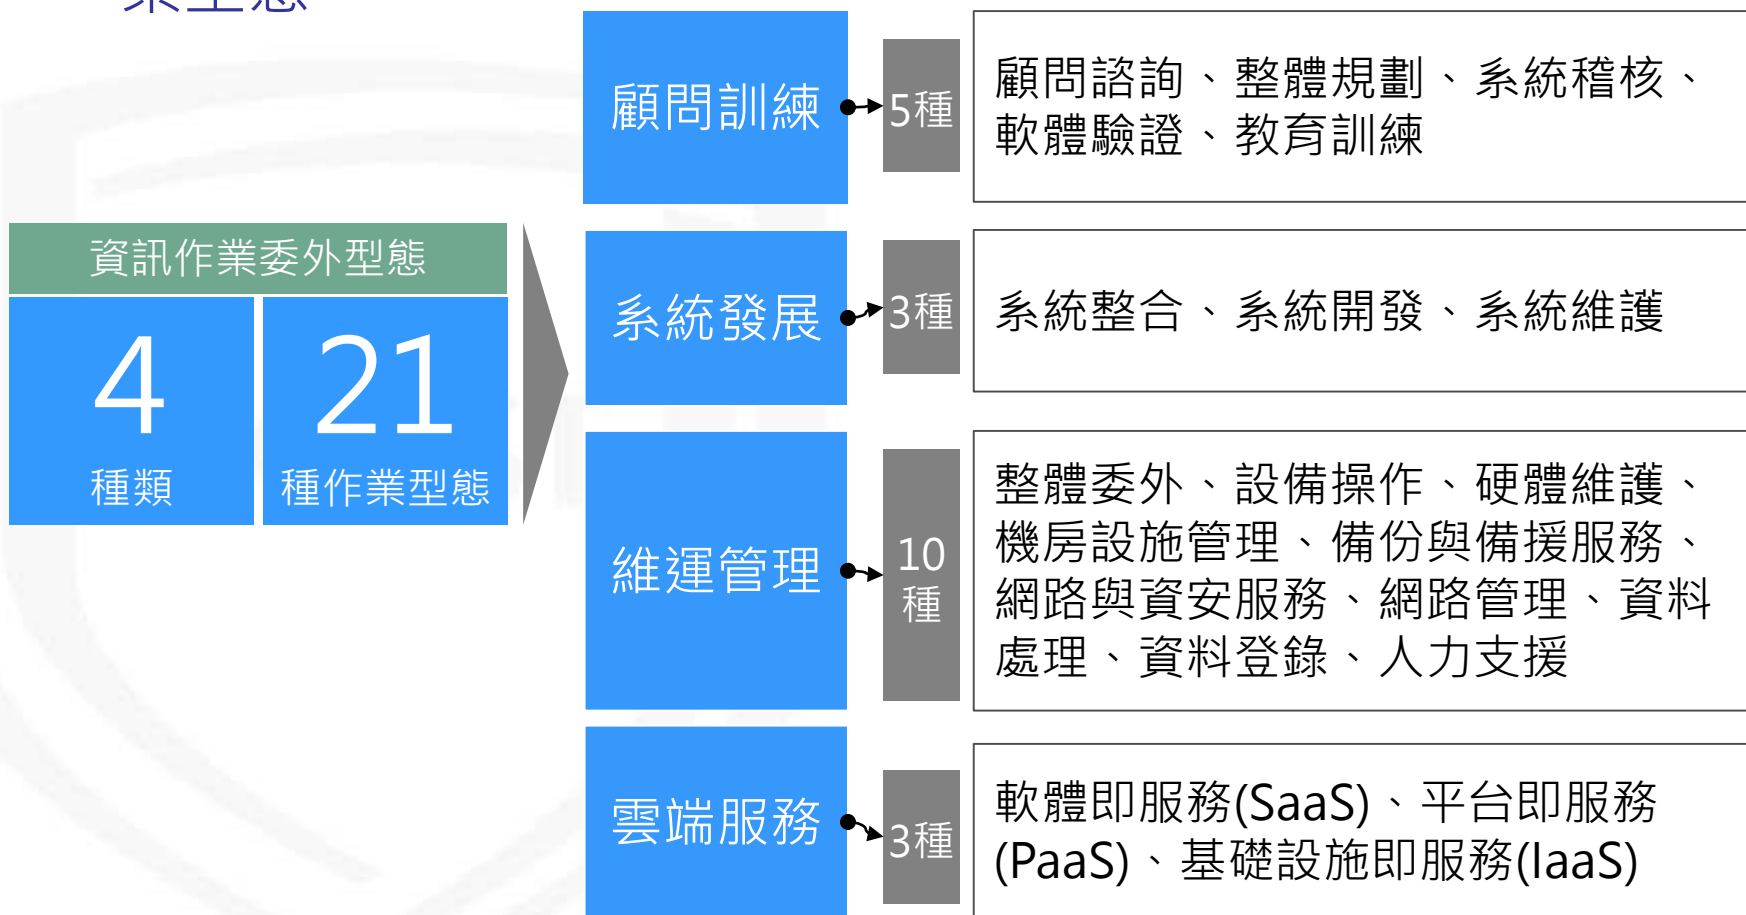 資訊作業委外型態
4
種類
21
種作業型態
顧問訓練
5種
顧問諮詢、整體規劃、系統稽核、
軟體驗證、教育訓練
系統發展
3種
系統整合、系統開發、系統維護
維運管理
10
種
整體委外、設備操作、硬體維護、
機房設施管理、備份與備援服務、
網路與資安服務、網路管理、資料
處理、資料登錄、人力支援
雲端服務
3種
軟體即服務(SaaS)、平台即服務
(PaaS)、基礎設施即服務(IaaS)